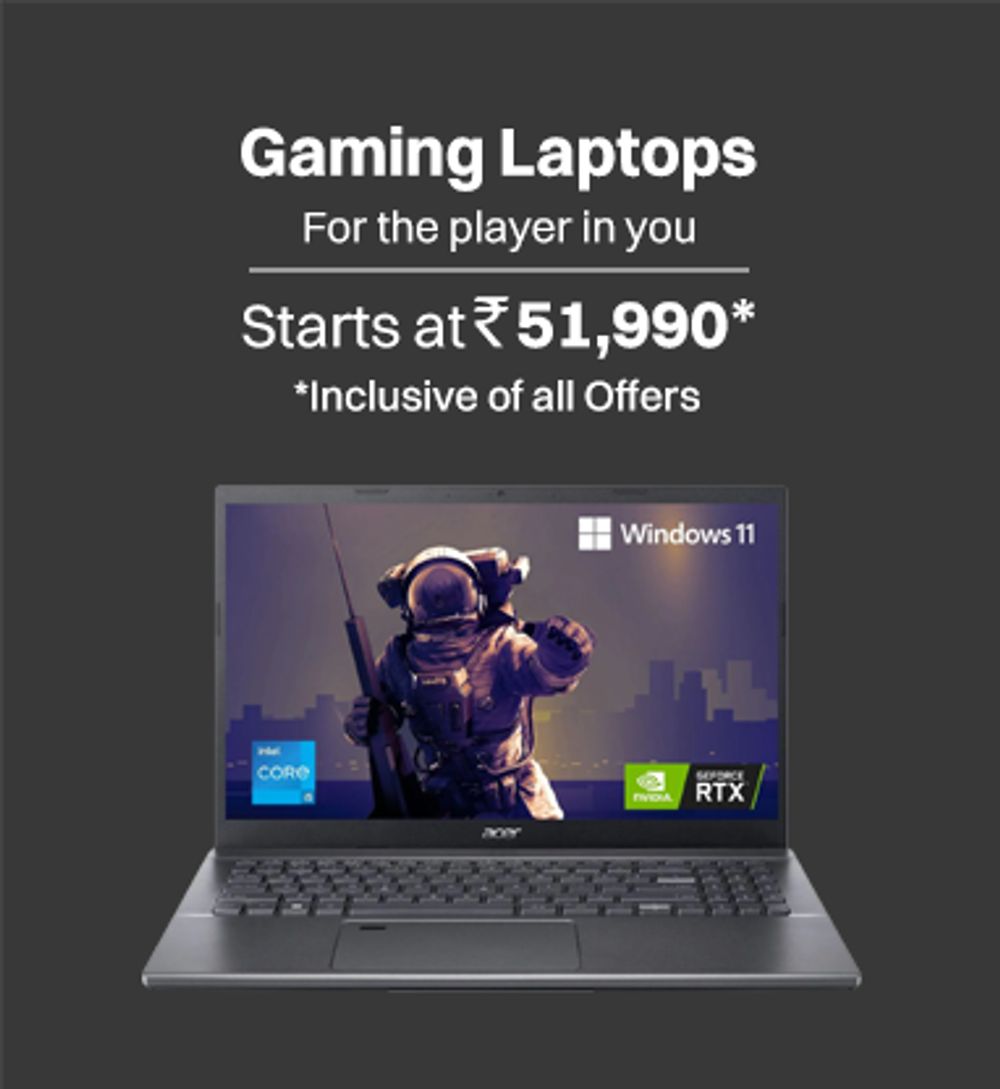 Gaming Laptops
For the player in you
Starts at ₹51,990*
*Inclusive of all Offers
Windows 11
intel
CORE
i5
NVIDIA.
GEFORCE
RTX
acer